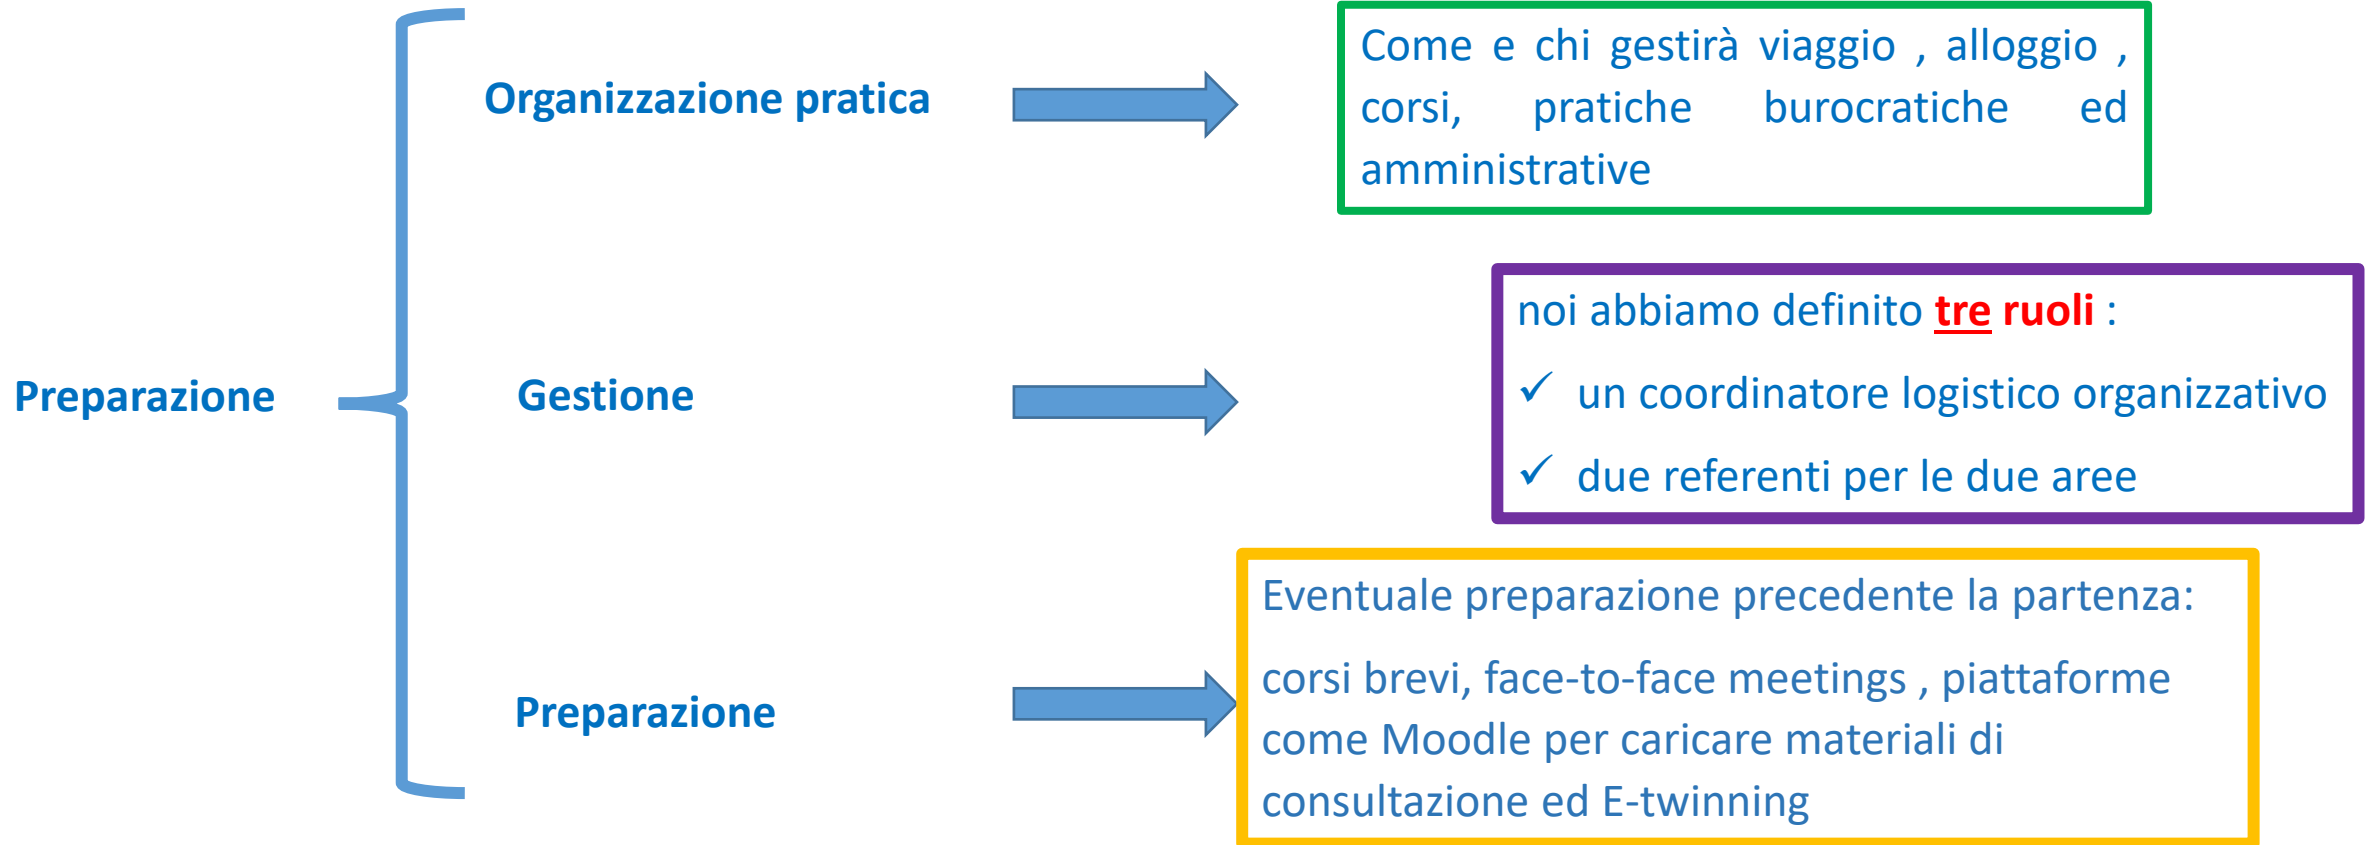 Organizzazione pratica
Come e chi gestirà viaggio , alloggio ,
corsi, pratiche burocratiche ed
amministrative
Preparazione
Gestione
noi abbiamo definito tre ruoli :
✓ un coordinatore logistico organizzativo
✓ due referenti per le due aree
Preparazione
Eventuale preparazione precedente la partenza:
corsi brevi, face-to-face meetings , piattaforme
come Moodle per caricare materiali di
consultazione ed E-twinning